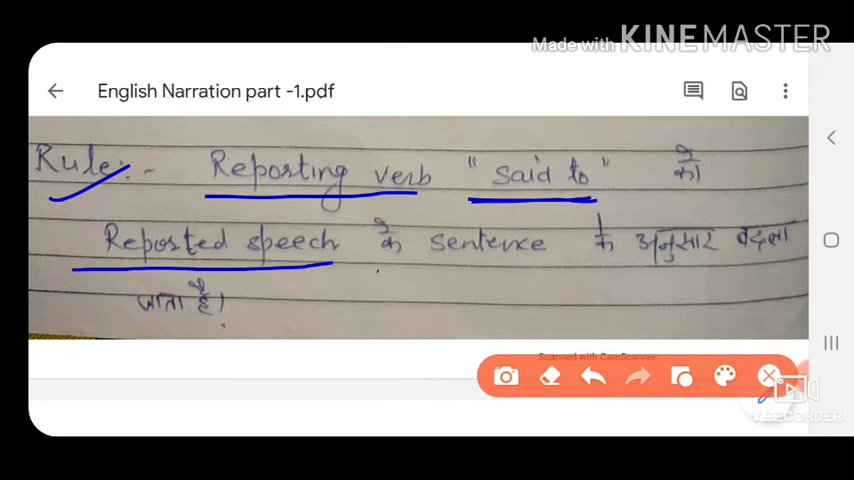 Made with KINEMASTER
English Narration part -1.pdf
Rule:- Reporting verb "said to" को
Reported speech के sentence के अनुसार बदला
जाता है।
Scanned with CamScanner
V RECORDER